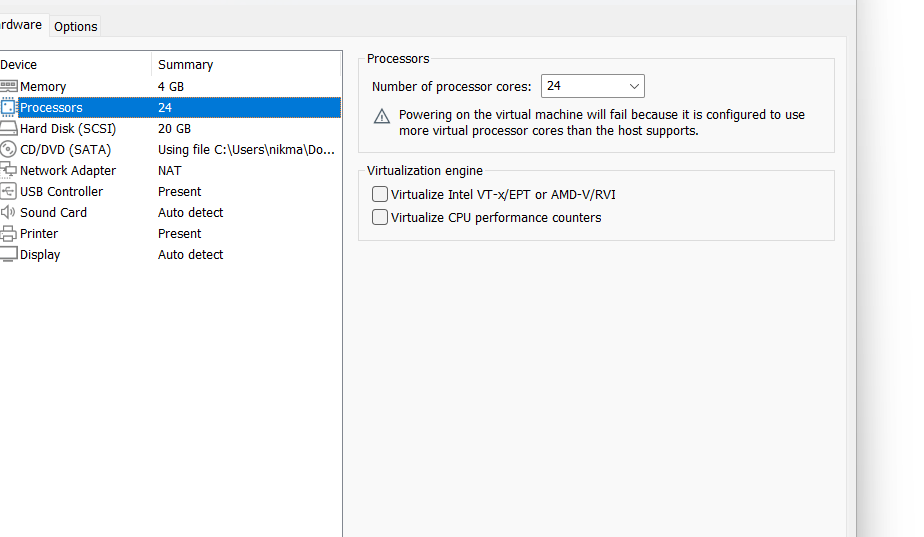 rdware
Options
Device Summary
Memory 4 GB
Processors 24
Hard Disk (SCSI) 20 GB
CD/DVD (SATA) Using file C:\Users\nikma\Do...
Network Adapter NAT
USB Controller Present
Sound Card Auto detect
Printer Present
Display Auto detect
Processors
Number of processor cores: 24
Powering on the virtual machine will fail because it is configured to use
more virtual processor cores than the host supports.
Virtualization engine
Virtualize Intel VT-x/EPT or AMD-V/RVI
Virtualize CPU performance counters